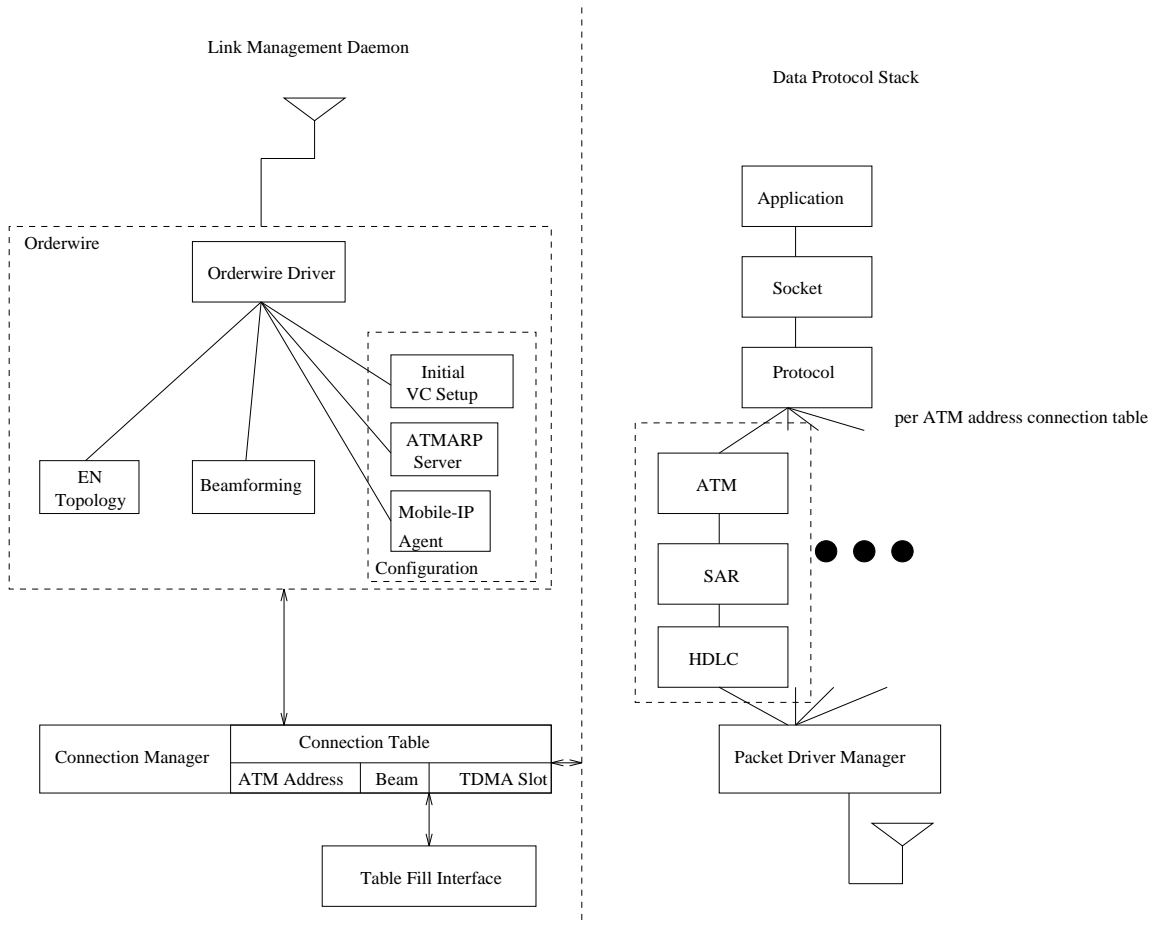 Link Management Daemon
Orderwire
Orderwire Driver
Initial
VC Setup
ATMARP
Server
Mobile-IP
Agent
Configuration
EN
Topology
Beamforming
Connection Manager
Connection Table
ATM Address
Beam
TDMA Slot
Table Fill Interface
Data Protocol Stack
Application
Socket
Protocol
per ATM address connection table
ATM
SAR
HDLC
Packet Driver Manager